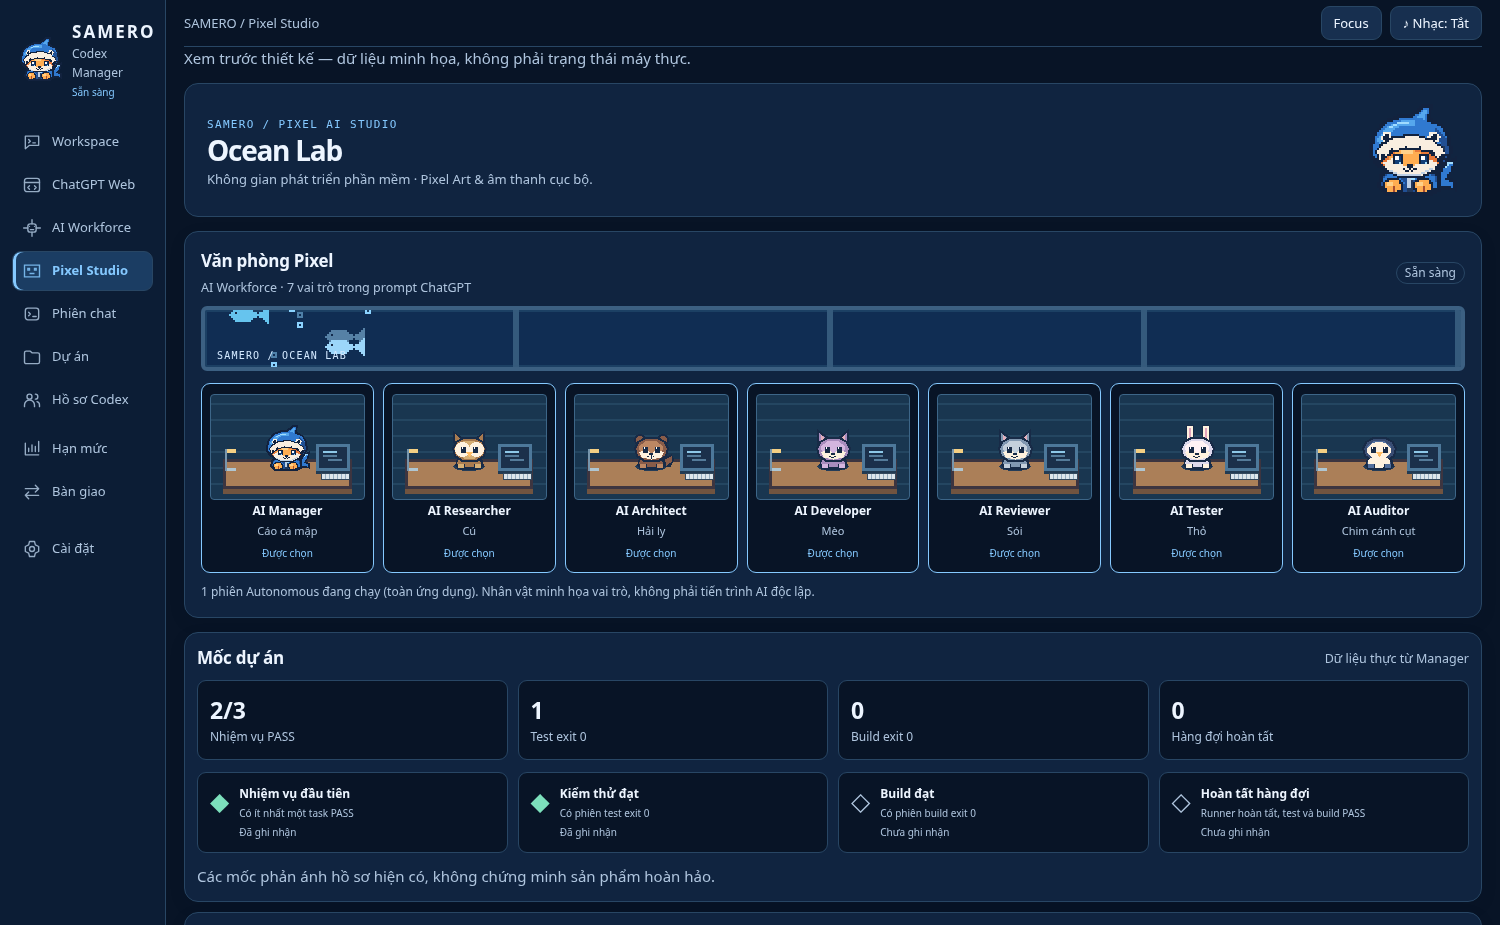 SAMERO
Codex
Manager
Sẵn sàng
Workspace
ChatGPT Web
AI Workforce
Pixel Studio
Phiên chat
Dự án
Hồ sơ Codex
Hạn mức
Bàn giao
Cài đặt
SAMERO / Pixel Studio
Focus
♪ Nhạc: Tắt
Xem trước thiết kế — dữ liệu minh họa, không phải trạng thái máy thực.
SAMERO / PIXEL AI STUDIO
Ocean Lab
Không gian phát triển phần mềm · Pixel Art & âm thanh cục bộ.
Văn phòng Pixel
AI Workforce · 7 vai trò trong prompt ChatGPT
Sẵn sàng
SAMERO / OCEAN LAB
AI Manager
Cáo cá mập
Được chọn
AI Researcher
Cú
Được chọn
AI Architect
Hải ly
Được chọn
AI Developer
Mèo
Được chọn
AI Reviewer
Sói
Được chọn
AI Tester
Thỏ
Được chọn
AI Auditor
Chim cánh cụt
Được chọn
1 phiên Autonomous đang chạy (toàn ứng dụng). Nhân vật minh họa vai trò, không phải tiến trình AI độc lập.
Mốc dự án
Dữ liệu thực từ Manager
2/3
Nhiệm vụ PASS
1
Test exit 0
0
Build exit 0
0
Hàng đợi hoàn tất
Nhiệm vụ đầu tiên
Có ít nhất một task PASS
Đã ghi nhận
Kiểm thử đạt
Có phiên test exit 0
Đã ghi nhận
Build đạt
Có phiên build exit 0
Chưa ghi nhận
Hoàn tất hàng đợi
Runner hoàn tất, test và build PASS
Chưa ghi nhận
Các mốc phản ánh hồ sơ hiện có, không chứng minh sản phẩm hoàn hảo.